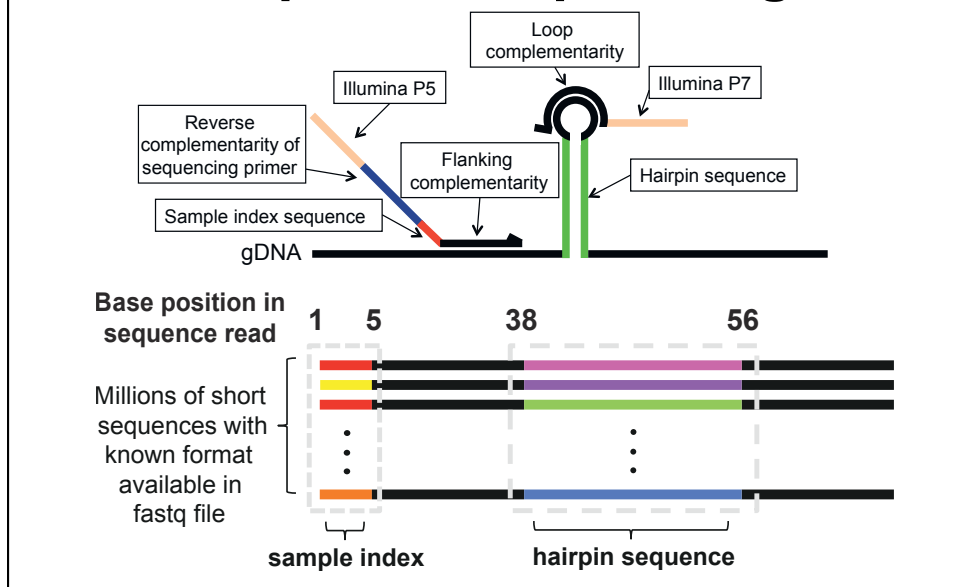 Loop
complementarity
Illumina P5
Illumina P7
Reverse
complementarity of
sequencing primer
Flanking
complementarity
Hairpin sequence
Sample index sequence
gDNA
Base position in
sequence read
1 5 38 56
Millions of short
sequences with
known format
available in
fastq file
sample index
hairpin sequence